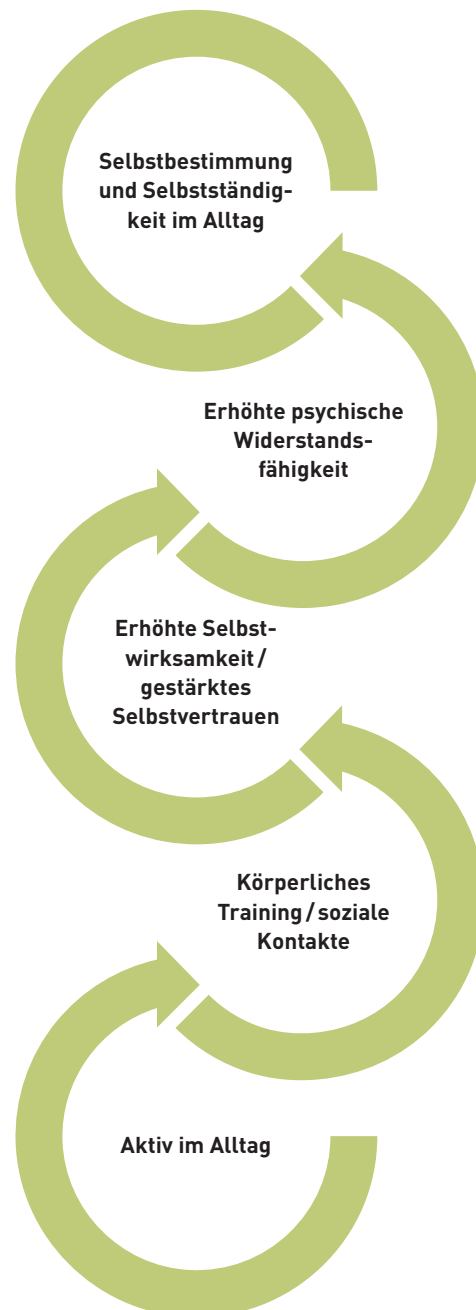 Selbstbestimmung
und Selbstständig-
keit im Alltag
Erhöhte psychische
Widerstands-
fähigkeit
Erhöhte Selbst-
wirksamkeit /
gestärktes
Selbstvertrauen
Körperliches
Training / soziale
Kontakte
Aktiv im Alltag